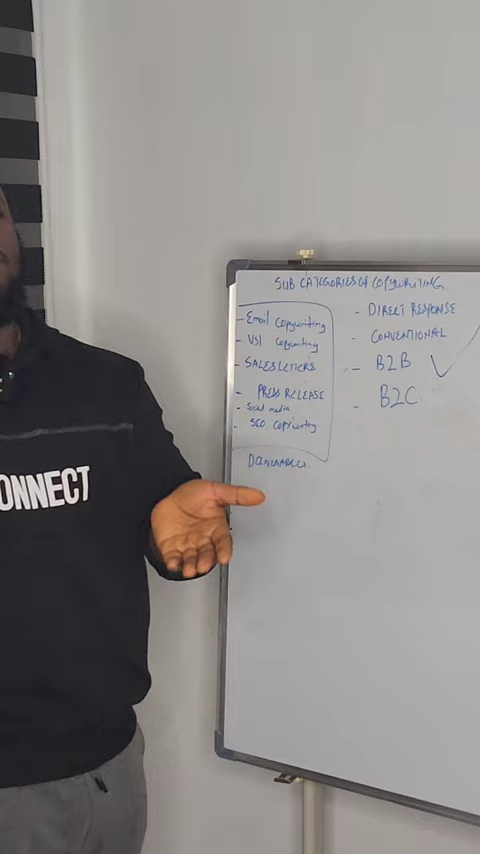 SUB CATEGORIES OF COPYWRITING
- Email Copywriting
- VSL Copywriting
- SALES LETTERS
- PRESS RELEASE
- Social media
- SEO Copywriting
- DIRECT RESPONSE
- CONVENTIONAL
- B2B
- B2C
ONNECT